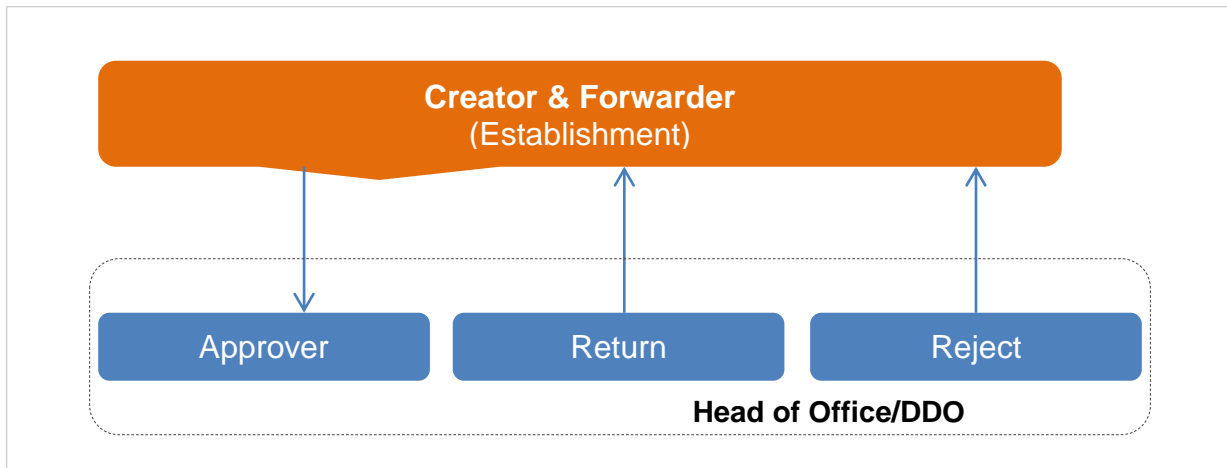 Creator & Forwarder
(Establishment)
Approver
Return
Reject
Head of Office/DDO